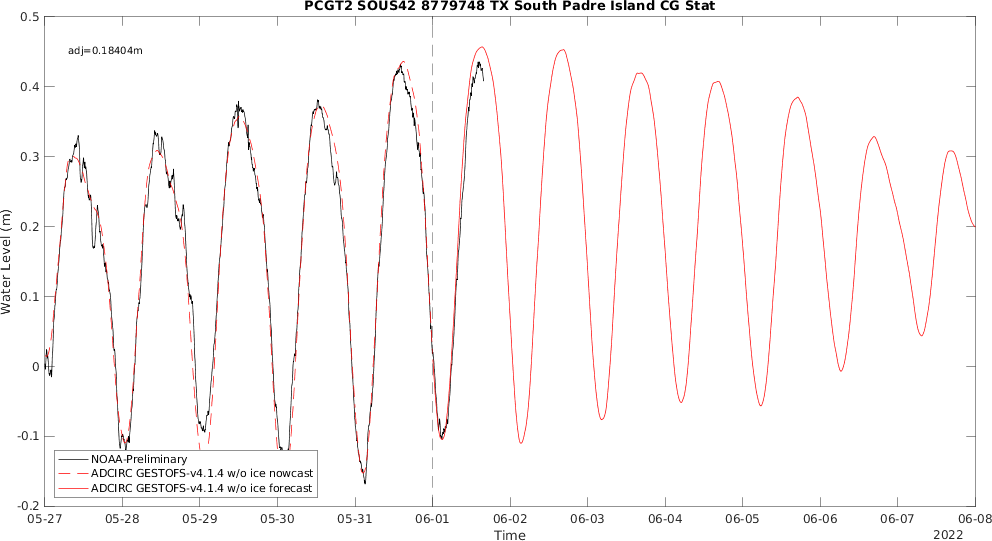 PCGT2 SOUS42 8779748 TX South Padre Island CG Stat
adj=0.18404m
0.5
0.4
0.3
0.2
0.1
0
-0.1
-0.2
Water Level (m)
NOAA-Preliminary
ADCIRC GESTOFS-v4.1.4 w/o ice nowcast
ADCIRC GESTOFS-v4.1.4 w/o ice forecast
05-27 05-28 05-29 05-30 05-31 06-01 06-02 06-03 06-04 06-05 06-06 06-07 06-08
Time
2022